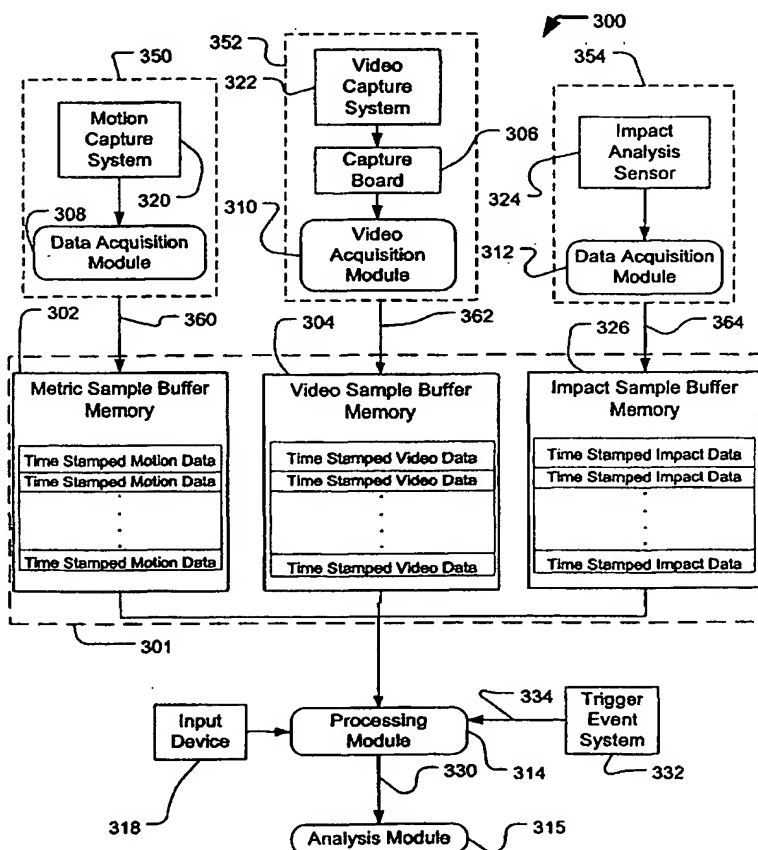 300
350
352
354
Video
Capture
System
322
Motion
Capture
System
306
Capture
Board
Impact
Analysis
Sensor
320
324
308
310
Data Acquisition
Module
Video
Acquisition
Module
312
Data Acquisition
Module
302
360
304
362
326
364
Metric Sample Buffer
Memory
Video Sample Buffer
Memory
Impact Sample Buffer
Memory
Time Stamped Motion Data
Time Stamped Motion Data
Time Stamped Motion Data
Time Stamped Video Data
Time Stamped Video Data
Time Stamped Video Data
Time Stamped Impact Data
Time Stamped Impact Data
Time Stamped Impact Data
301
334
Input
Device
Processing
Module
Trigger
Event
System
330
314
332
318
Analysis Module
315